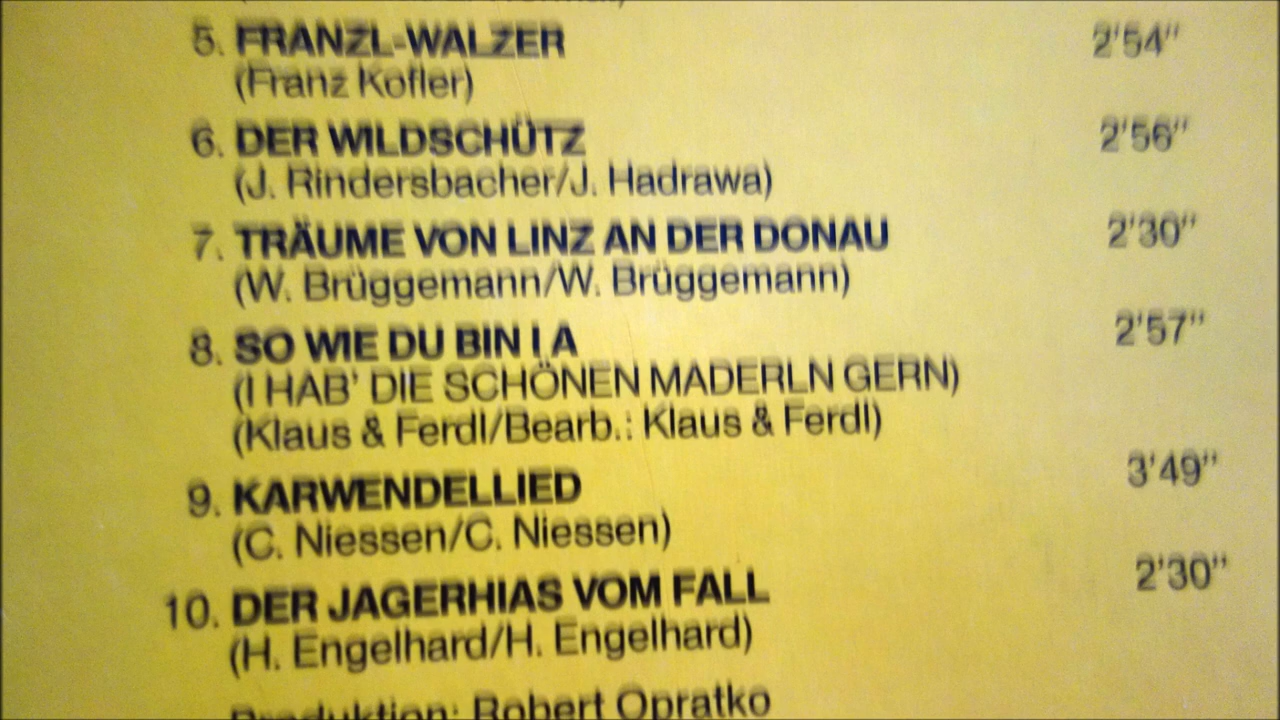 5. FRANZL-WALZER 2'54"
(Franz Kofler)
6. DER WILDSCHÜTZ 2'56"
(J. Rindersbacher/J. Hadrawa)
7. TRÄUME VON LINZ AN DER DONAU 2'30"
(W. Brüggemann/W. Brüggemann)
8. SO WIE DU BIN I A 2'57"
(I HAB' DIE SCHÖNEN MADERLN GERN)
(Klaus & Ferdl/Bearb.: Klaus & Ferdl)
9. KARWENDELLIED 3'49"
(C. Niessen/C. Niessen)
10. DER JAGERHIAS VOM FALL 2'30"
(H. Engelhard/H. Engelhard)
Produktion: Robert Opratko